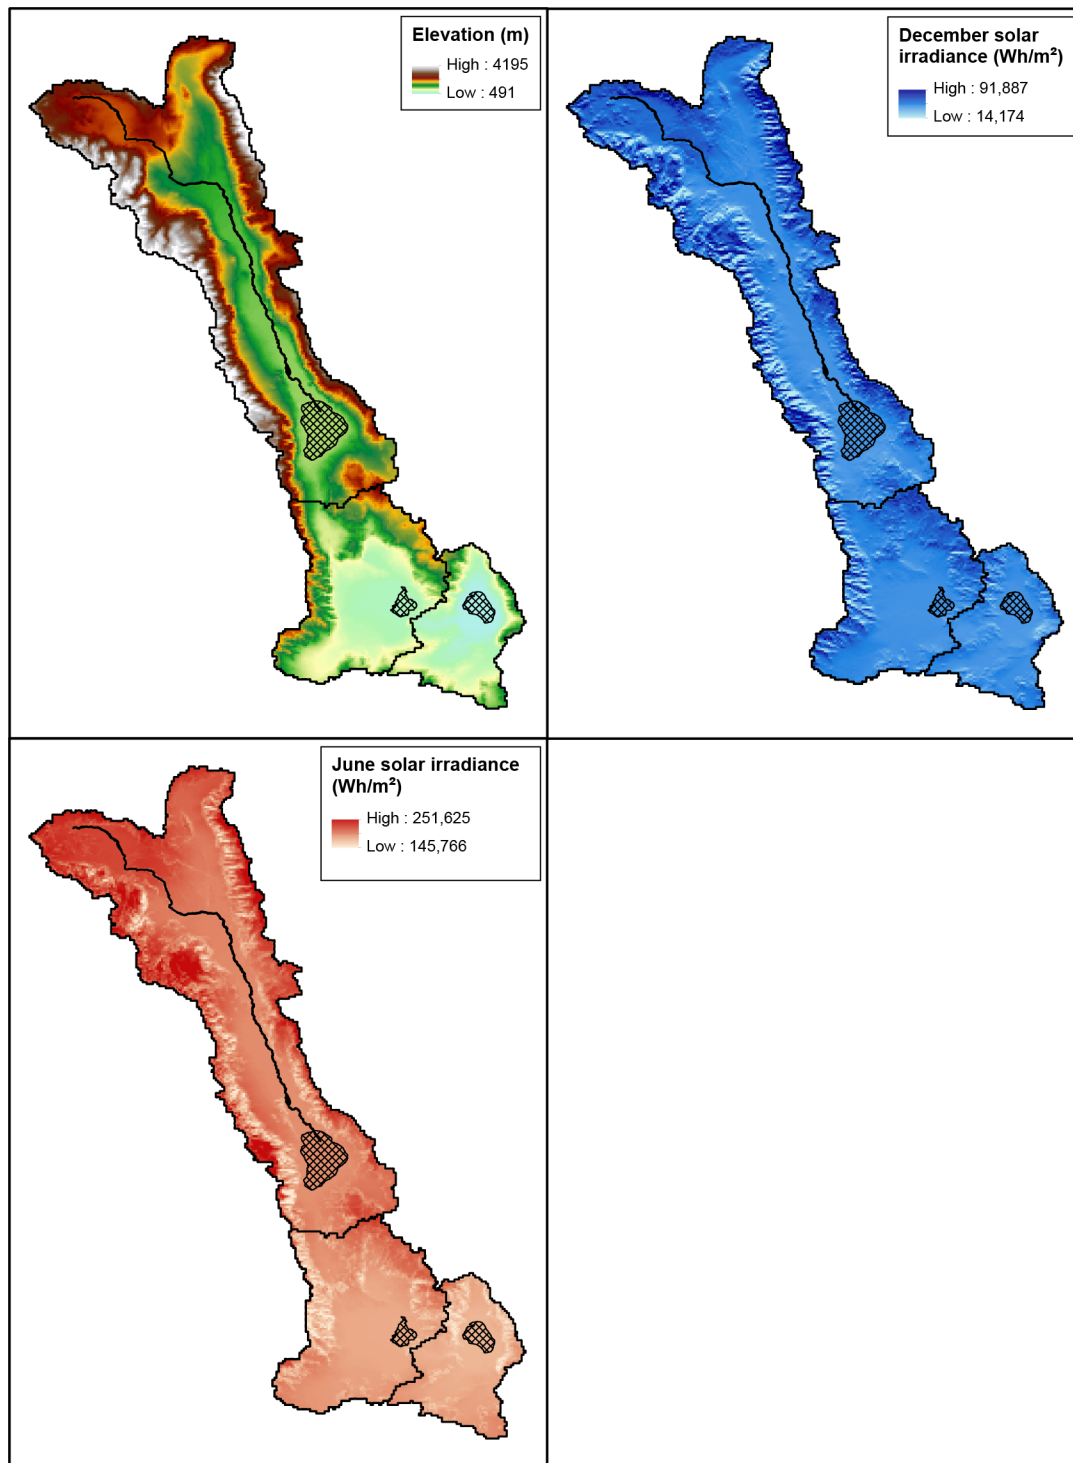 Elevation (m)
High : 4195
Low : 491
December solar
irradiance (Wh/m²)
High : 91,887
Low : 14,174
June solar irradiance
(Wh/m²)
High : 251,625
Low : 145,766